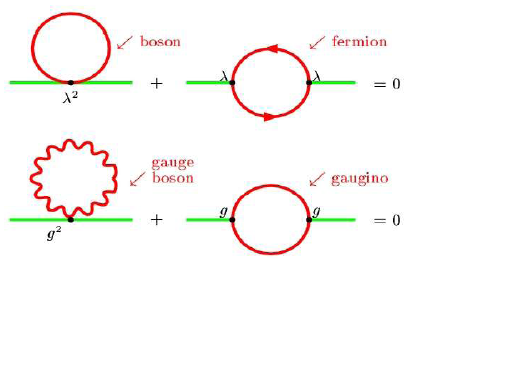 boson
fermion
λ λ
+ = 0
λ²
gauge
boson
gaugino
g g
+ = 0
g²